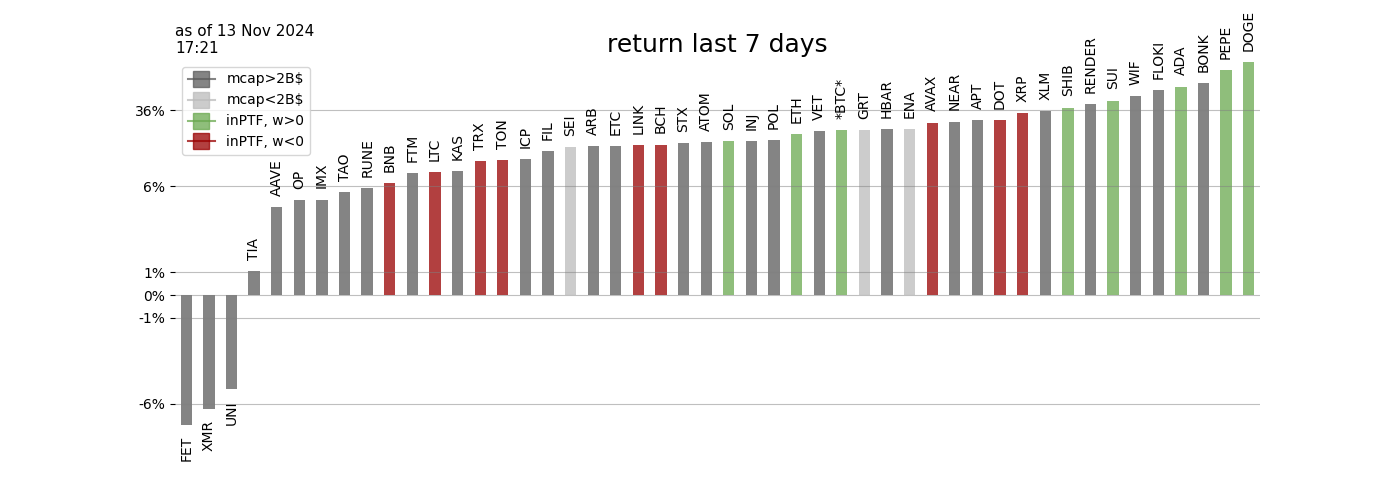 as of 13 Nov 2024
17:21
return last 7 days
mcap>2B$
mcap<2B$
inPTF, w>0
inPTF, w<0
36%
6%
1%
0%
-1%
-6%
FET
XMR
UNI
TIA
AAVE
OP
IMX
TAO
RUNE
BNB
FTM
LTC
KAS
TRX
TON
ICP
FIL
SEI
ARB
ETC
LINK
BCH
STX
ATOM
SOL
INJ
POL
ETH
VET
*BTC*
GRT
HBAR
ENA
AVAX
NEAR
APT
DOT
XRP
XLM
SHIB
RENDER
SUI
WIF
FLOKI
ADA
BONK
PEPE
DOGE